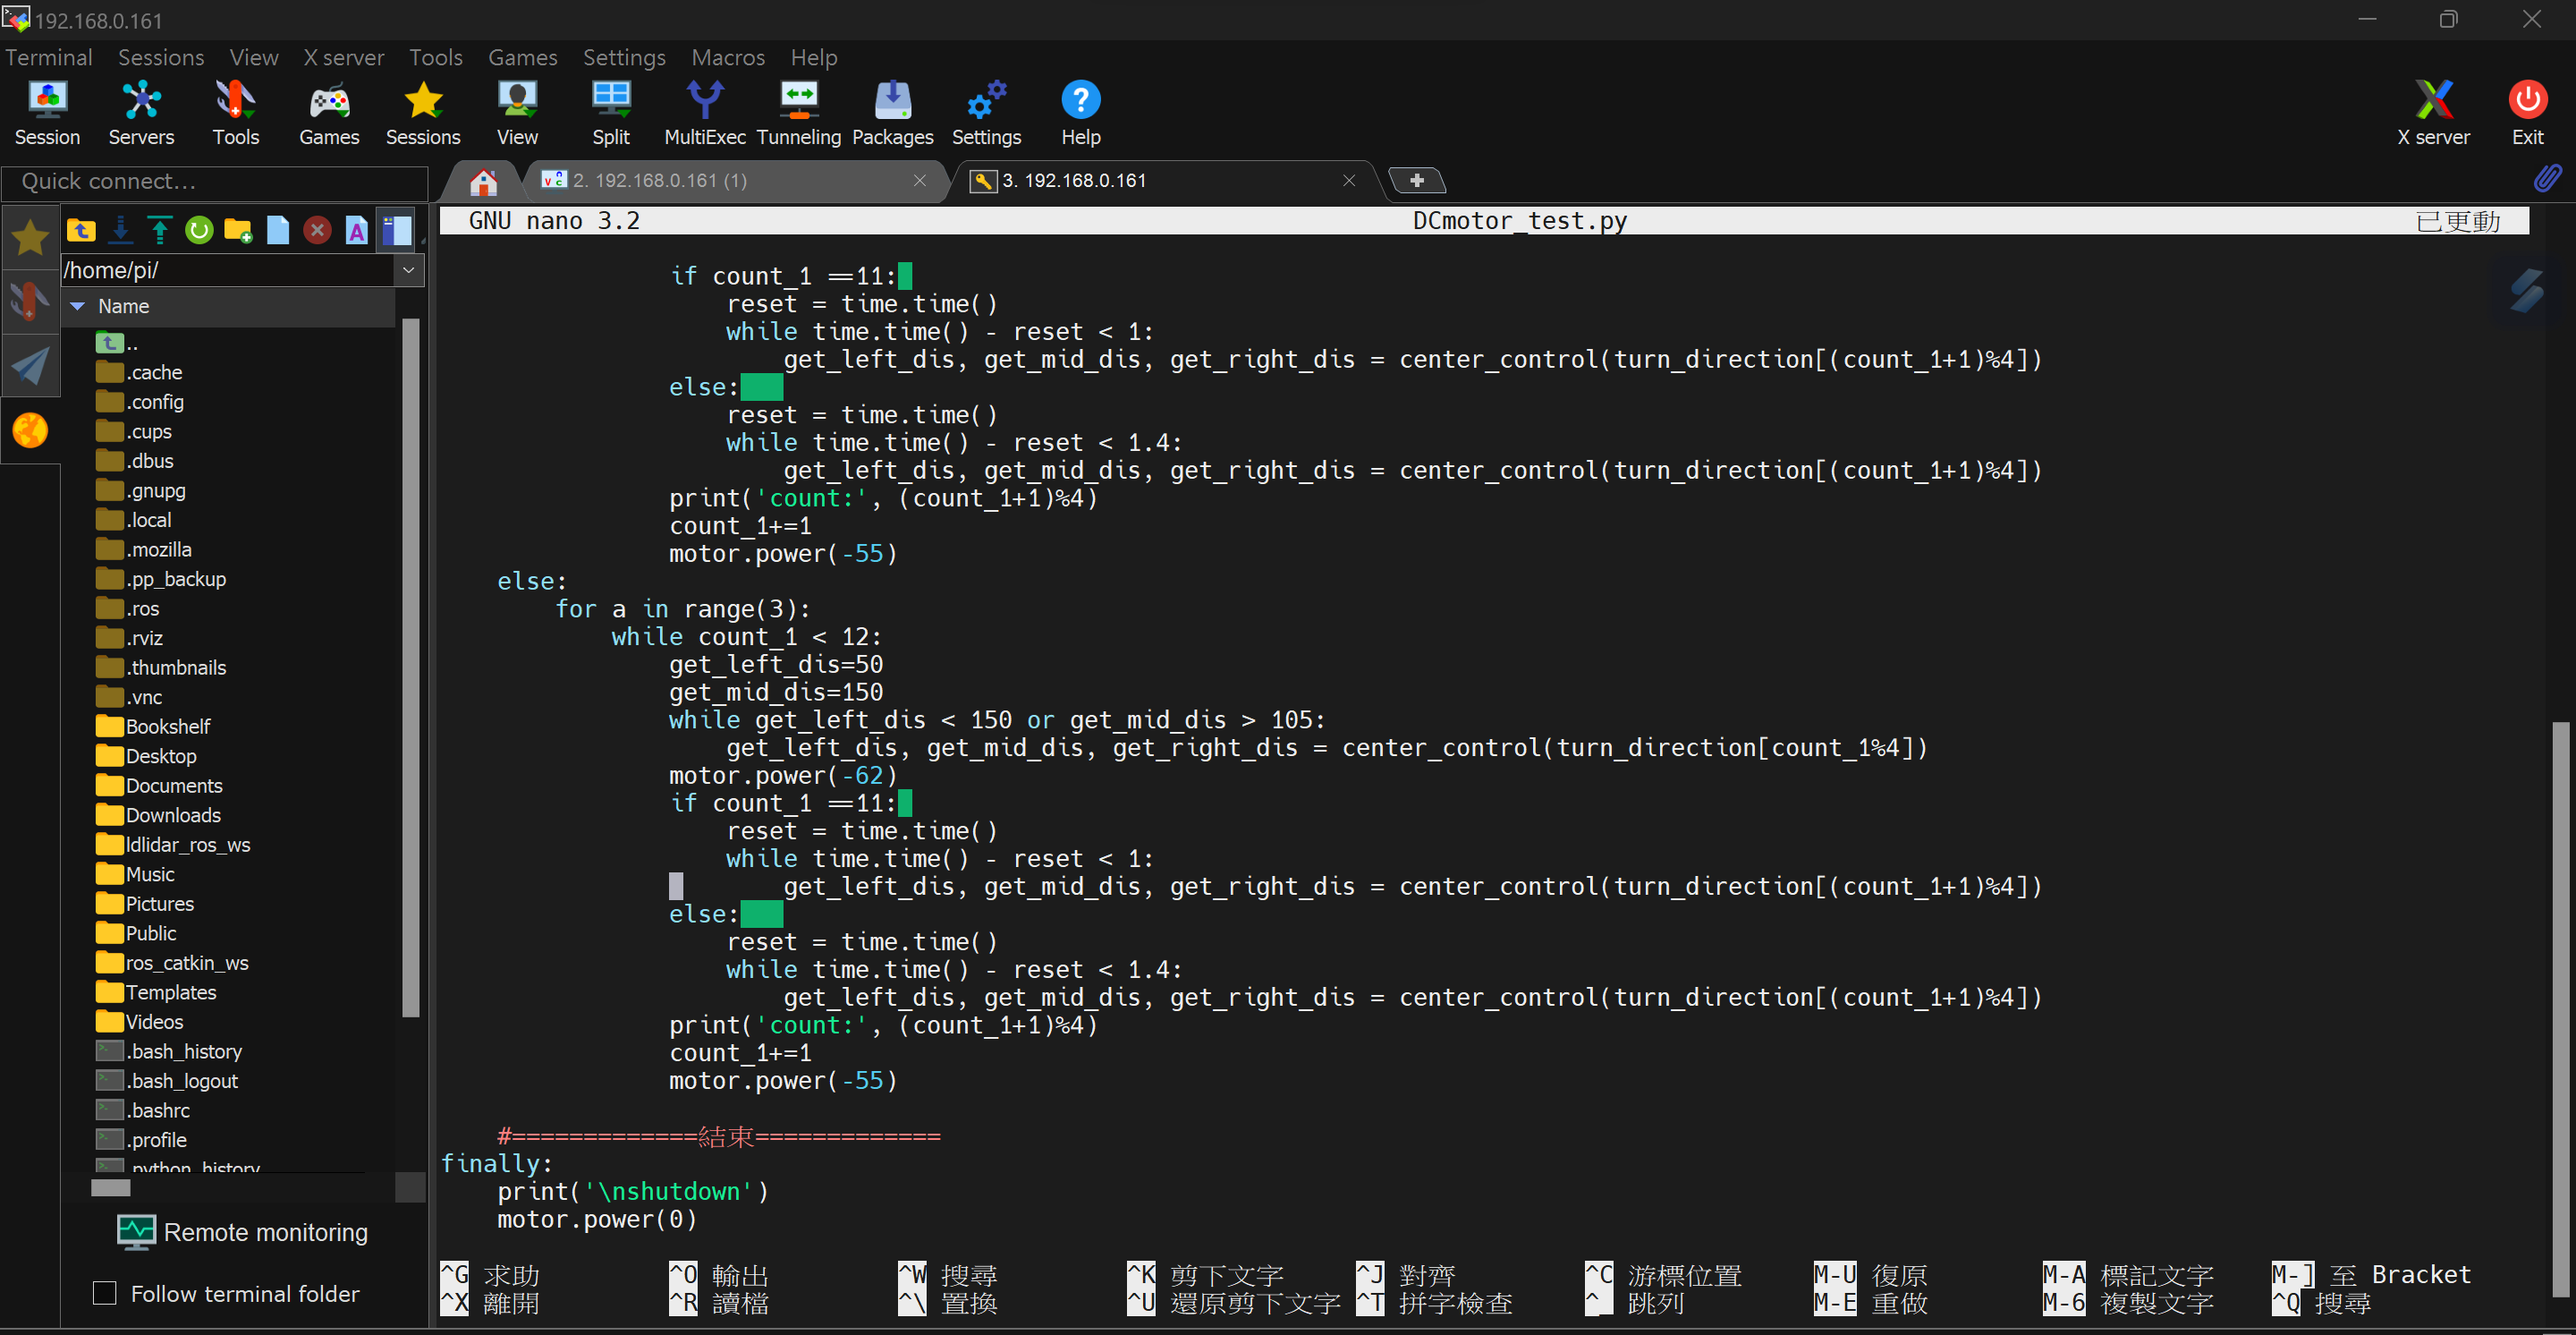 192.168.0.161
Terminal Sessions View X server Tools Games Settings Macros Help
Session Servers Tools Games Sessions View Split MultiExec Tunneling Packages Settings Help X server Exit
Quick connect...
2. 192.168.0.161 (1)
3. 192.168.0.161
/home/pi/
Name
..
.cache
.config
.cups
.dbus
.gnupg
.local
.mozilla
.pp_backup
.ros
.rviz
.thumbnails
.vnc
Bookshelf
Desktop
Documents
Downloads
ldlidar_ros_ws
Music
Pictures
Public
ros_catkin_ws
Templates
Videos
.bash_history
.bash_logout
.bashrc
.profile
.python_history
Remote monitoring
Follow terminal folder
GNU nano 3.2 DCmotor_test.py 已更動
if count_1 ==11:
reset = time.time()
while time.time() - reset < 1:
get_left_dis, get_mid_dis, get_right_dis = center_control(turn_direction[(count_1+1)%4])
else:
reset = time.time()
while time.time() - reset < 1.4:
get_left_dis, get_mid_dis, get_right_dis = center_control(turn_direction[(count_1+1)%4])
print('count:', (count_1+1)%4)
count_1+=1
motor.power(-55)
else:
for a in range(3):
while count_1 < 12:
get_left_dis=50
get_mid_dis=150
while get_left_dis < 150 or get_mid_dis > 105:
get_left_dis, get_mid_dis, get_right_dis = center_control(turn_direction[count_1%4])
motor.power(-62)
if count_1 ==11:
reset = time.time()
while time.time() - reset < 1:
get_left_dis, get_mid_dis, get_right_dis = center_control(turn_direction[(count_1+1)%4])
else:
reset = time.time()
while time.time() - reset < 1.4:
get_left_dis, get_mid_dis, get_right_dis = center_control(turn_direction[(count_1+1)%4])
print('count:', (count_1+1)%4)
count_1+=1
motor.power(-55)
#=============結束=============
finally:
print('\nshutdown')
motor.power(0)
^G 求助 ^O 輸出 ^W 搜尋 ^K 剪下文字 ^J 對齊 ^C 游標位置 M-U 復原 M-A 標記文字 M-] 至 Bracket
^X 離開 ^R 讀檔 ^\ 置換 ^U 還原剪下文字 ^T 拼字檢查 ^_ 跳列 M-E 重做 M-6 複製文字 ^Q 搜尋